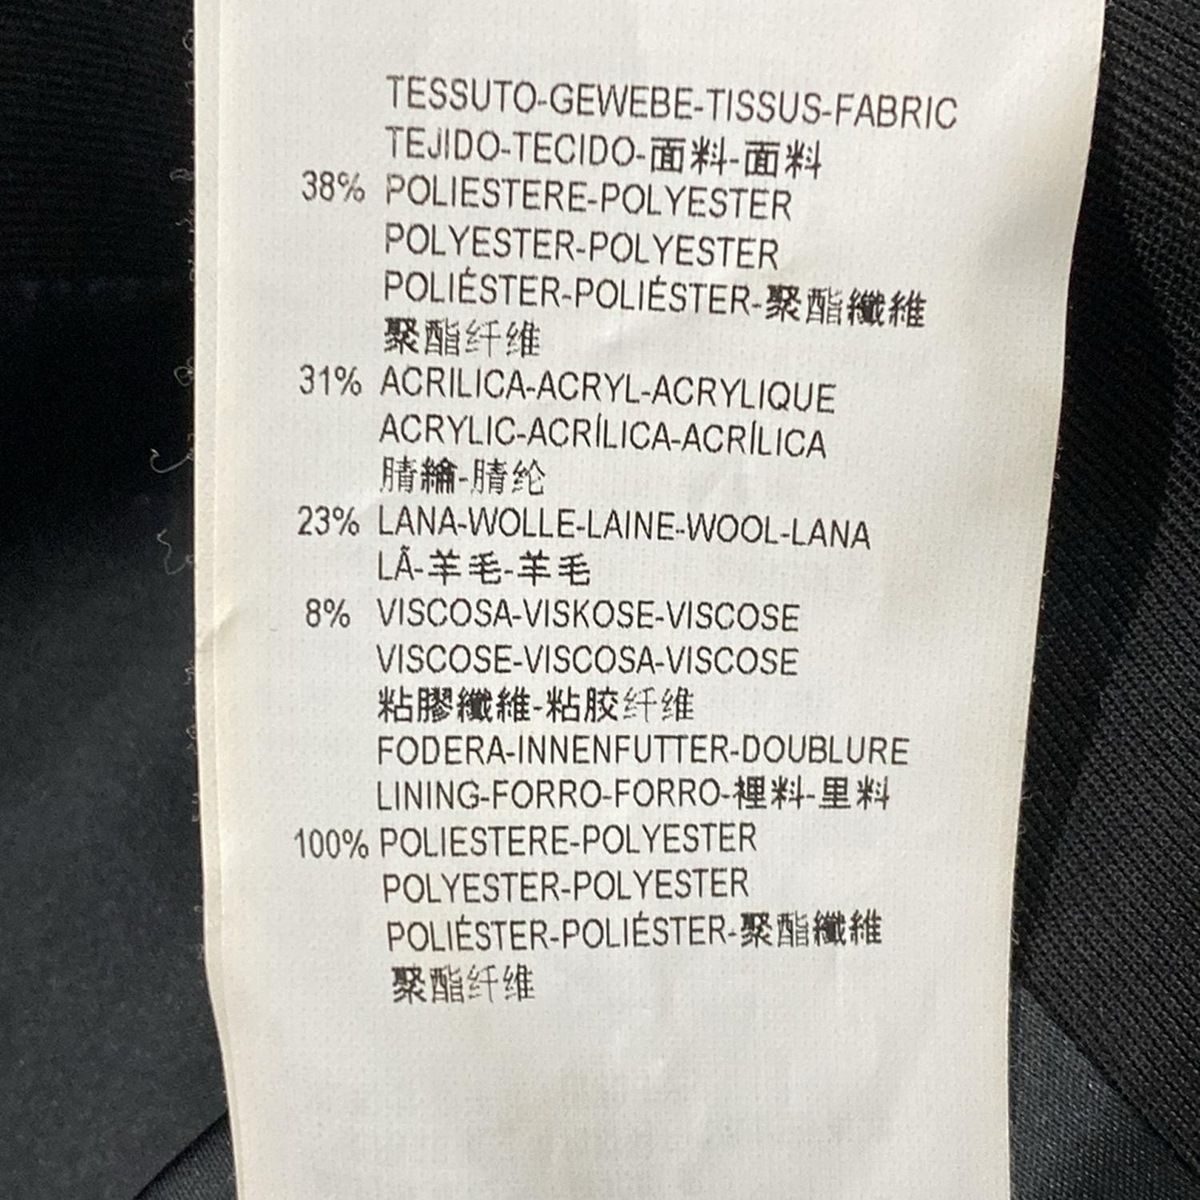 TESSUTO-GEWEBE-TISSUS-FABRIC
TEJIDO-TECIDO-面料-面料
38% POLIESTERE-POLYESTER
POLYESTER-POLYESTER
POLIÉSTER-POLIÉSTER-聚酯纖維
聚酯纤维
31% ACRILICA-ACRYL-ACRYLIQUE
ACRYLIC-ACRÍLICA-ACRÍLICA
腈綸-腈纶
23% LANA-WOLLE-LAINE-WOOL-LANA
LÃ-羊毛-羊毛
8% VISCOSA-VISKOSE-VISCOSE
VISCOSE-VISCOSA-VISCOSE
粘膠纖維-粘胶纤维
FODERA-INNENFUTTER-DOUBLURE
LINING-FORRO-FORRO-裡料-里料
100% POLIESTERE-POLYESTER
POLYESTER-POLYESTER
POLIÉSTER-POLIÉSTER-聚酯纖維
聚酯纤维